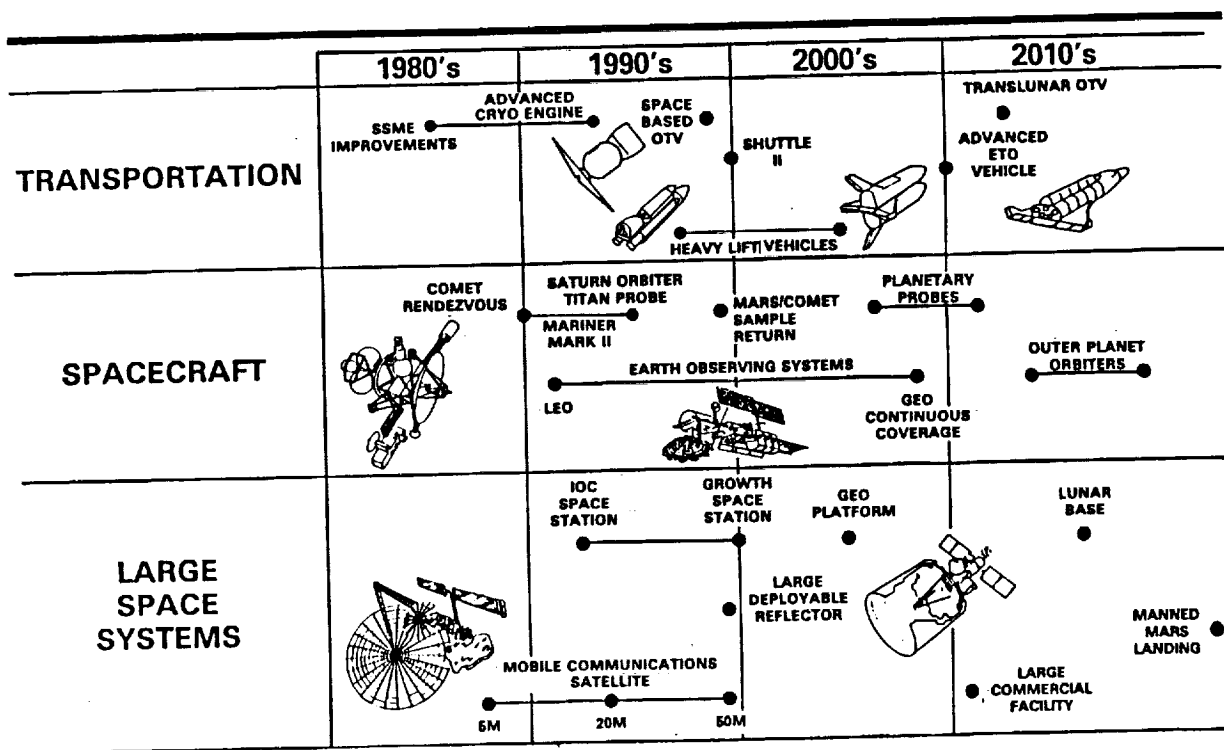 1980's 1990's 2000's 2010's
TRANSPORTATION
SSME
IMPROVEMENTS
ADVANCED
CRYO ENGINE
SPACE
BASED
OTV
SHUTTLE
II
HEAVY LIFT VEHICLES
TRANSLUNAR OTV
ADVANCED
ETO
VEHICLE
SPACECRAFT
COMET
RENDEZVOUS
SATURN ORBITER
TITAN PROBE
MARINER
MARK II
MARS/COMET
SAMPLE
RETURN
PLANETARY
PROBES
EARTH OBSERVING SYSTEMS
LEO
GEO
CONTINUOUS
COVERAGE
OUTER PLANET
ORBITERS
LARGE
SPACE
SYSTEMS
IOC
SPACE
STATION
GROWTH
SPACE
STATION
GEO
PLATFORM
LUNAR
BASE
LARGE
DEPLOYABLE
REFLECTOR
MANNED
MARS
LANDING
MOBILE COMMUNICATIONS
SATELLITE
5M 20M 50M
LARGE
COMMERCIAL
FACILITY